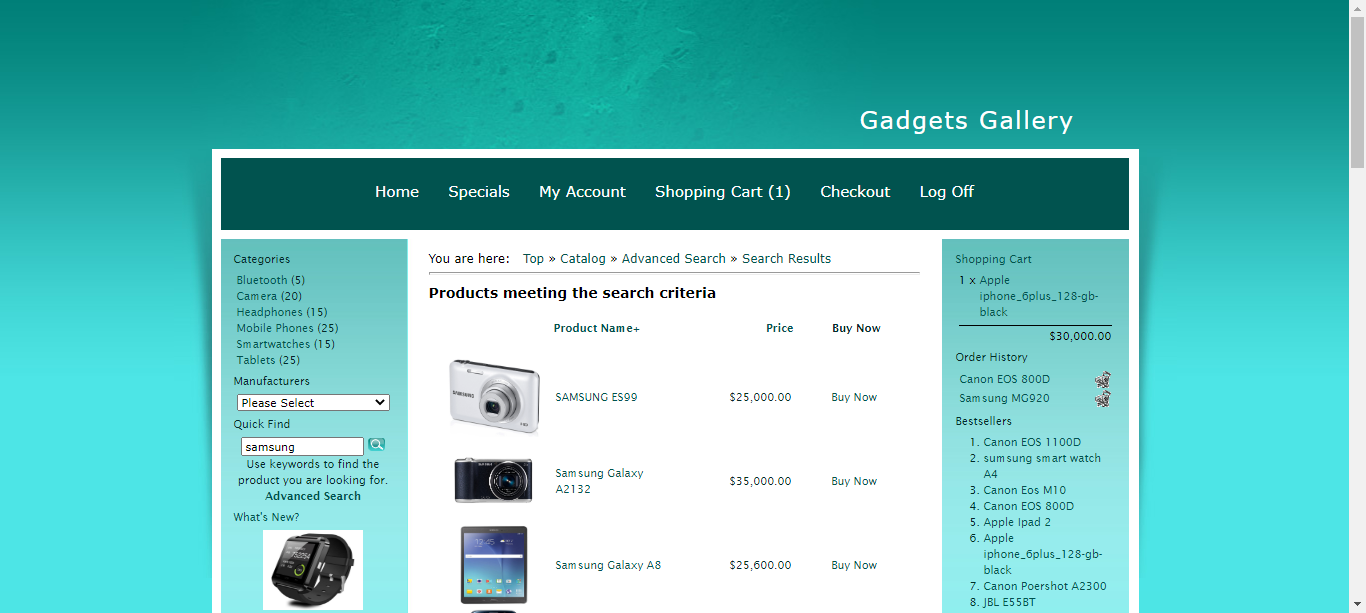 Gadgets Gallery
Home Specials My Account Shopping Cart (1) Checkout Log Off
Categories
Bluetooth (5)
Camera (20)
Headphones (15)
Mobile Phones (25)
Smartwatches (15)
Tablets (25)
Manufacturers
Please Select
Quick Find
samsung
Use keywords to find the
product you are looking for.
Advanced Search
What's New?
You are here: Top » Catalog » Advanced Search » Search Results
Products meeting the search criteria
Product Name+ Price Buy Now
SAMSUNG ES99 $25,000.00 Buy Now
Samsung Galaxy
A2132 $35,000.00 Buy Now
Samsung Galaxy A8 $25,600.00 Buy Now
Shopping Cart
1 x Apple
iphone_6plus_128-gb-
black
$30,000.00
Order History
Canon EOS 800D
Samsung MG920
Bestsellers
1. Canon EOS 1100D
2. sumsung smart watch
A4
3. Canon Eos M10
4. Canon EOS 800D
5. Apple Ipad 2
6. Apple
iphone_6plus_128-gb-
black
7. Canon Poershot A2300
8. JBL E55BT